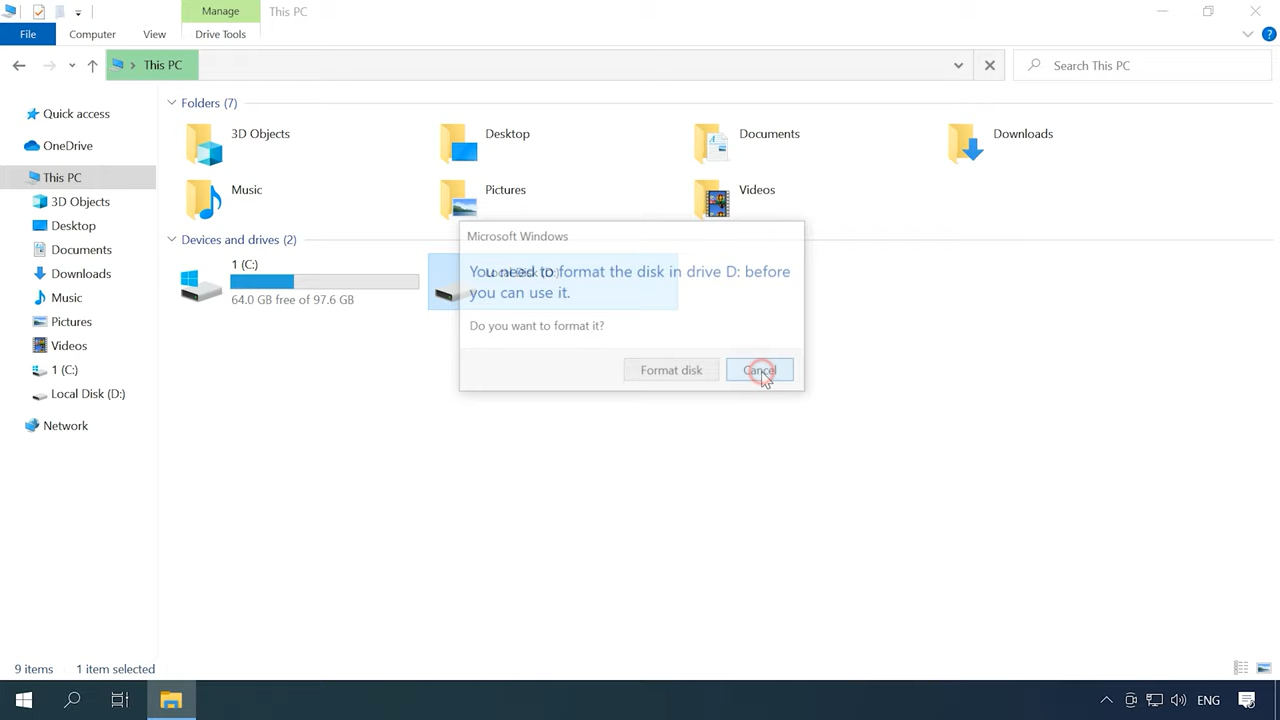 Manage
This PC
File
Computer
View
Drive Tools
This PC
Search This PC
Quick access
OneDrive
This PC
3D Objects
Desktop
Documents
Downloads
Music
Pictures
Videos
1 (C:)
Local Disk (D:)
Network
Folders (7)
3D Objects
Desktop
Documents
Downloads
Music
Pictures
Videos
Devices and drives (2)
1 (C:)
64.0 GB free of 97.6 GB
Local Disk (D:)
Microsoft Windows
You need to format the disk in drive D: before
you can use it.
Do you want to format it?
Format disk
Cancel
9 items
1 item selected
ENG